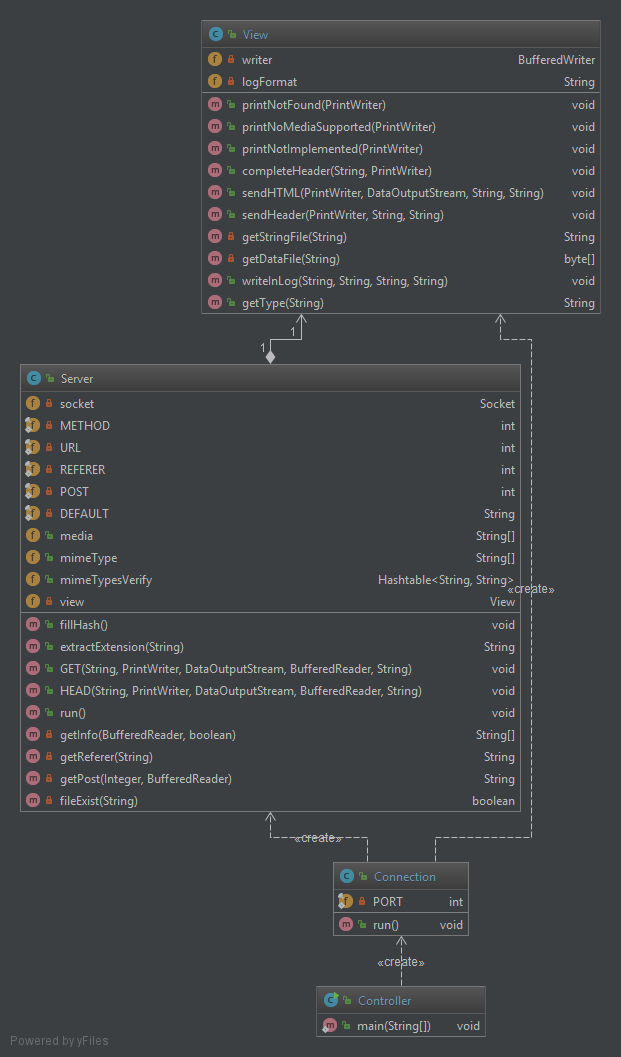 View
writer BufferedWriter
logFormat String
printNotFound(PrintWriter) void
printNoMediaSupported(PrintWriter) void
printNotImplemented(PrintWriter) void
completeHeader(String, PrintWriter) void
sendHTML(PrintWriter, DataOutputStream, String, String) void
sendHeader(PrintWriter, String, String) void
getStringFile(String) String
getDataFile(String) byte[]
writeInLog(String, String, String, String) void
getType(String) String
1
1
Server
socket Socket
METHOD int
URL int
REFERER int
POST int
DEFAULT String
media String[]
mimeType String[]
mimeTypesVerify Hashtable<String, String>
«create»
view View
fillHash() void
extractExtension(String) String
GET(String, PrintWriter, DataOutputStream, BufferedReader, String) void
HEAD(String, PrintWriter, DataOutputStream, BufferedReader, String) void
run() void
getInfo(BufferedReader, boolean) String[]
getReferer(String) String
getPost(Integer, BufferedReader) String
fileExist(String) boolean
«create»
Connection
PORT int
run() void
«create»
Controller
main(String[]) void
Powered by yFiles